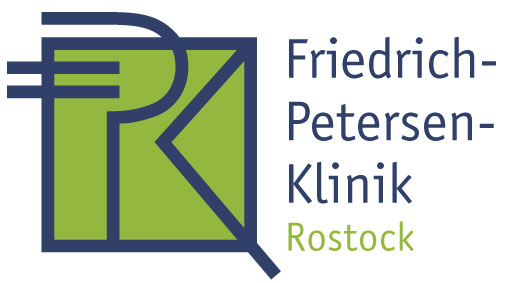 Friedrich-
Petersen-
Klinik
Rostock